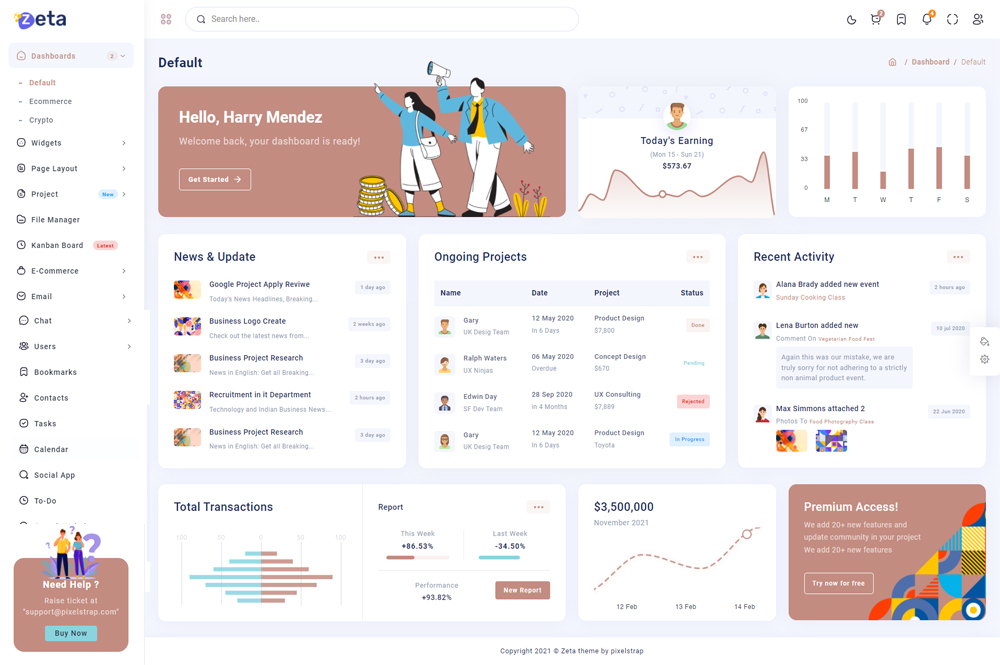 Zeta
Search here..
2
4
Dashboards
2
Default
Ecommerce
Crypto
Widgets
Page Layout
Project
New
File Manager
Kanban Board
Latest
E-Commerce
Email
Chat
Users
Bookmarks
Contacts
Tasks
Calendar
Social App
To-Do
Need Help ?
Raise ticket at
"support@pixelstrap.com"
Buy Now
Default
/ Dashboard / Default
Hello, Harry Mendez
Welcome back, your dashboard is ready!
Get Started
Today's Earning
(Mon 15 - Sun 21)
$573.67
100
67
33
0
M T W T F S
News & Update
Google Project Apply Reviwe
Today's News Headlines, Breaking...
1 day ago
Business Logo Create
Check out the latest news from...
2 weeks ago
Business Project Research
News in English: Get all Breaking...
3 day ago
Recruitment in it Department
Technology and Indian Business News...
2 hours ago
Business Project Research
News in English: Get all Breaking...
3 day ago
Ongoing Projects
Name Date Project Status
Gary 12 May 2020 Product Design Done
UK Desig Team In 6 Days $7,800
Ralph Waters 06 May 2020 Concept Design Pending
UX Ninjas Overdue $670
Edwin Day 28 Sep 2020 UX Consulting Rejected
SF Dev Team in 4 Months $7,889
Gary 12 May 2020 Product Design In Progress
UK Desig Team In 6 Days Toyota
Recent Activity
Alana Brady added new event
Sunday Cooking Class
2 hours ago
Lena Burton added new
Comment On Vegetarian Food Fest
10 jul 2020
Again this was our mistake, we are
truly sorry for not adhering to a strictly
non animal product event.
Max Simmons attached 2
Photos To Food Photography Class
22 Jun 2020
Total Transactions
100 50 0 50 100
Report
This Week
+86.53%
Last Week
-34.50%
Performance
+93.82%
New Report
$3,500,000
November 2021
12 Feb 13 Feb 14 Feb
Premium Access!
We add 20+ new features and
update community in your project
We add 20+ new features
Try now for free
Copyright 2021 © Zeta theme by pixelstrap